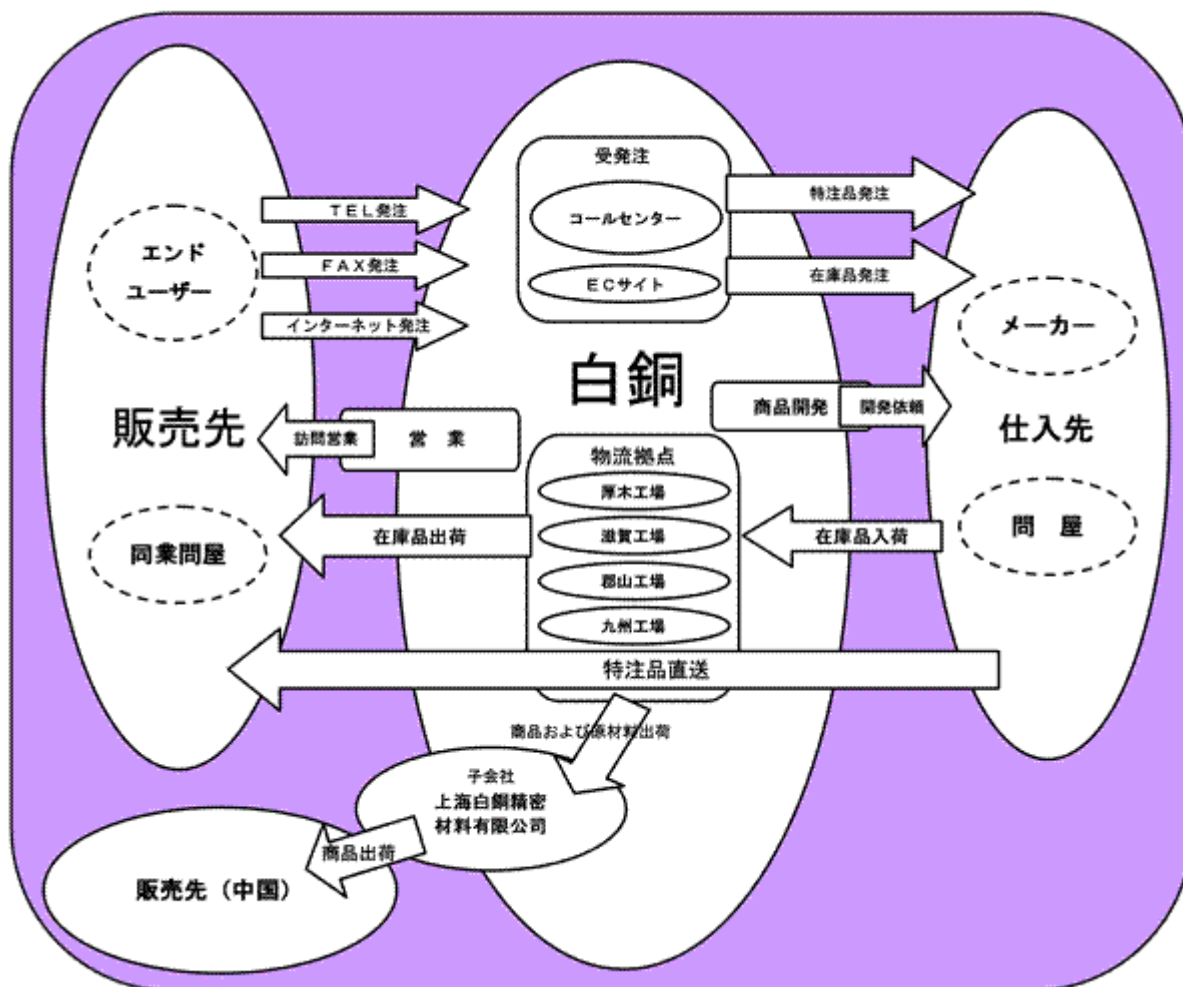 受発注
コールセンター
ECサイト
TEL発注
FAX発注
インターネット発注
特注品発注
在庫品発注
エンド
ユーザー
メーカー
白銅
販売先
訪問営業
営 業
商品開発
開発依頼
仕入先
物流拠点
厚木工場
滋賀工場
郡山工場
九州工場
在庫品出荷
在庫品入荷
同業問屋
問 屋
特注品直送
商品および原材料出荷
子会社
上海白銅精密
材料有限公司
商品出荷
販売先（中国）